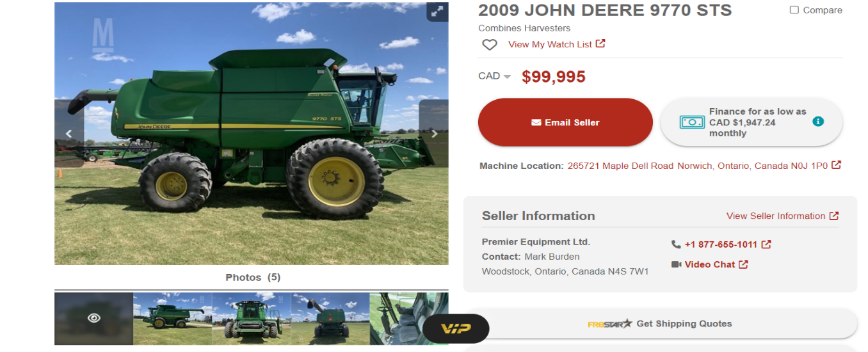 2009 JOHN DEERE 9770 STS
Compare
Combines Harvesters
View My Watch List
CAD
$99,995
Email Seller
Finance for as low as
CAD $1,947.24
monthly
Machine Location: 265721 Maple Dell Road Norwich, Ontario, Canada N0J 1P0
Seller Information
View Seller Information
Premier Equipment Ltd.
Contact: Mark Burden
Woodstock, Ontario, Canada N4S 7W1
+1 877-655-1011
Video Chat
M
JOHN DEERE
9770 STS
Photos (5)
VIP
FR8STAR Get Shipping Quotes